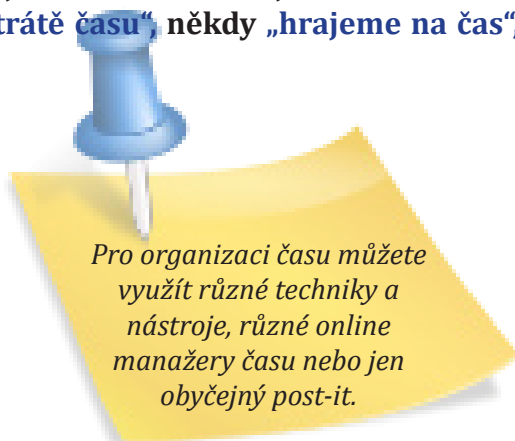 trátě času“, někdy „hrajeme na čas“,
Pro organizaci času můžete
využít různé techniky a
nástroje, různé online
manažery času nebo jen
obyčejný post-it.